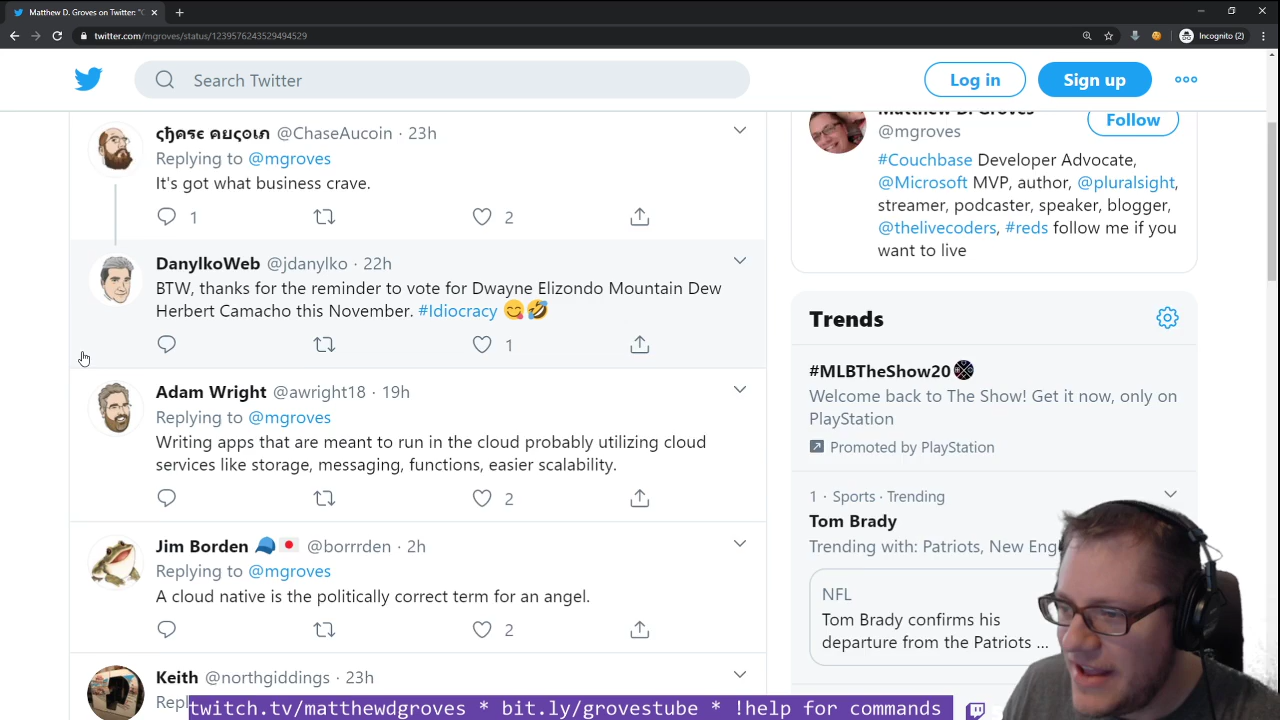 Matthew D. Groves on Twitter: "C
twitter.com/mgroves/status/1239576243529494529
Incognito (2)
Search Twitter
Log in
Sign up
@ChaseAucoin · 23h
Replying to @mgroves
It's got what business crave.
1
2
DanylkoWeb @jdanylko · 22h
BTW, thanks for the reminder to vote for Dwayne Elizondo Mountain Dew
Herbert Camacho this November. #Idiocracy 😋🤣
1
Adam Wright @awright18 · 19h
Replying to @mgroves
Writing apps that are meant to run in the cloud probably utilizing cloud
services like storage, messaging, functions, easier scalability.
2
Jim Borden 🧢🇯🇵 @borrrden · 2h
Replying to @mgroves
A cloud native is the politically correct term for an angel.
2
Keith @northgiddings · 23h
Repl
Matthew D. Groves
@mgroves
Follow
#Couchbase Developer Advocate,
@Microsoft MVP, author, @pluralsight,
streamer, podcaster, speaker, blogger,
@thelivecoders, #reds follow me if you
want to live
Trends
#MLBTheShow20
Welcome back to The Show! Get it now, only on
PlayStation
Promoted by PlayStation
1 · Sports · Trending
Tom Brady
Trending with: Patriots, New Eng
NFL
Tom Brady confirms his
departure from the Patriots ...
twitch.tv/matthewdgroves * bit.ly/grovestube * !help for commands